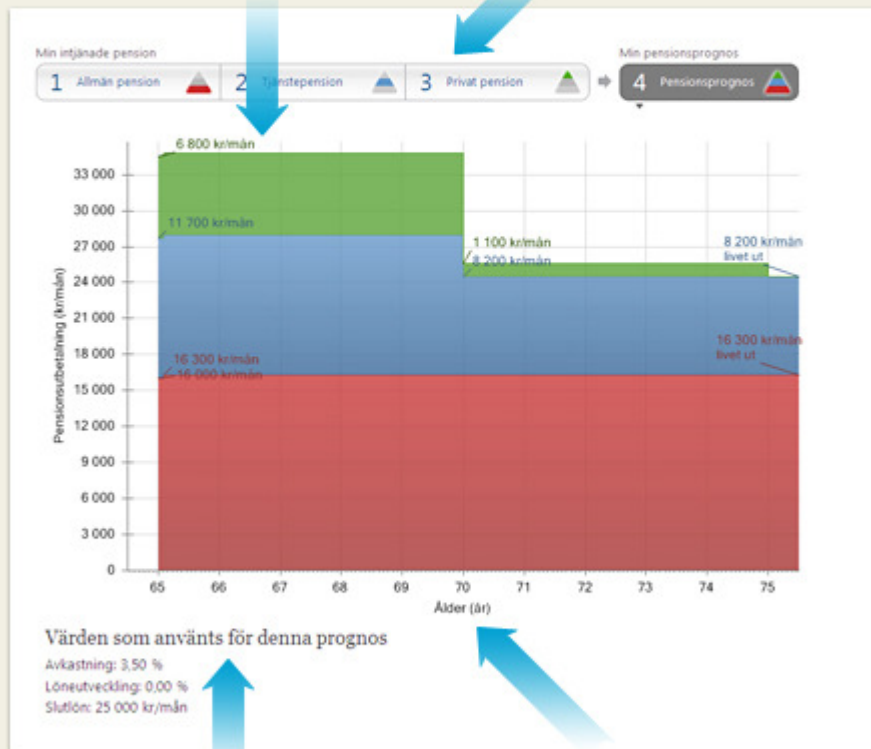 Min intjänade pension
Min pensionsprognos
1 Allmän pension
2 Tjänstepension
3 Privat pension
4 Pensionsprognos
Pensionsutbetalning (kr/mån)
33 000
30 000
27 000
24 000
21 000
18 000
15 000
12 000
9 000
6 000
3 000
0
6 800 kr/mån
11 700 kr/mån
16 300 kr/mån
16 000 kr/mån
1 100 kr/mån
8 200 kr/mån
8 200 kr/mån
livet ut
16 300 kr/mån
livet ut
65 66 67 68 69 70 71 72 73 74 75
Ålder (år)
Värden som använts för denna prognos
Avkastning: 3,50 %
Löneutveckling: 0,00 %
Slutlön: 25 000 kr/mån